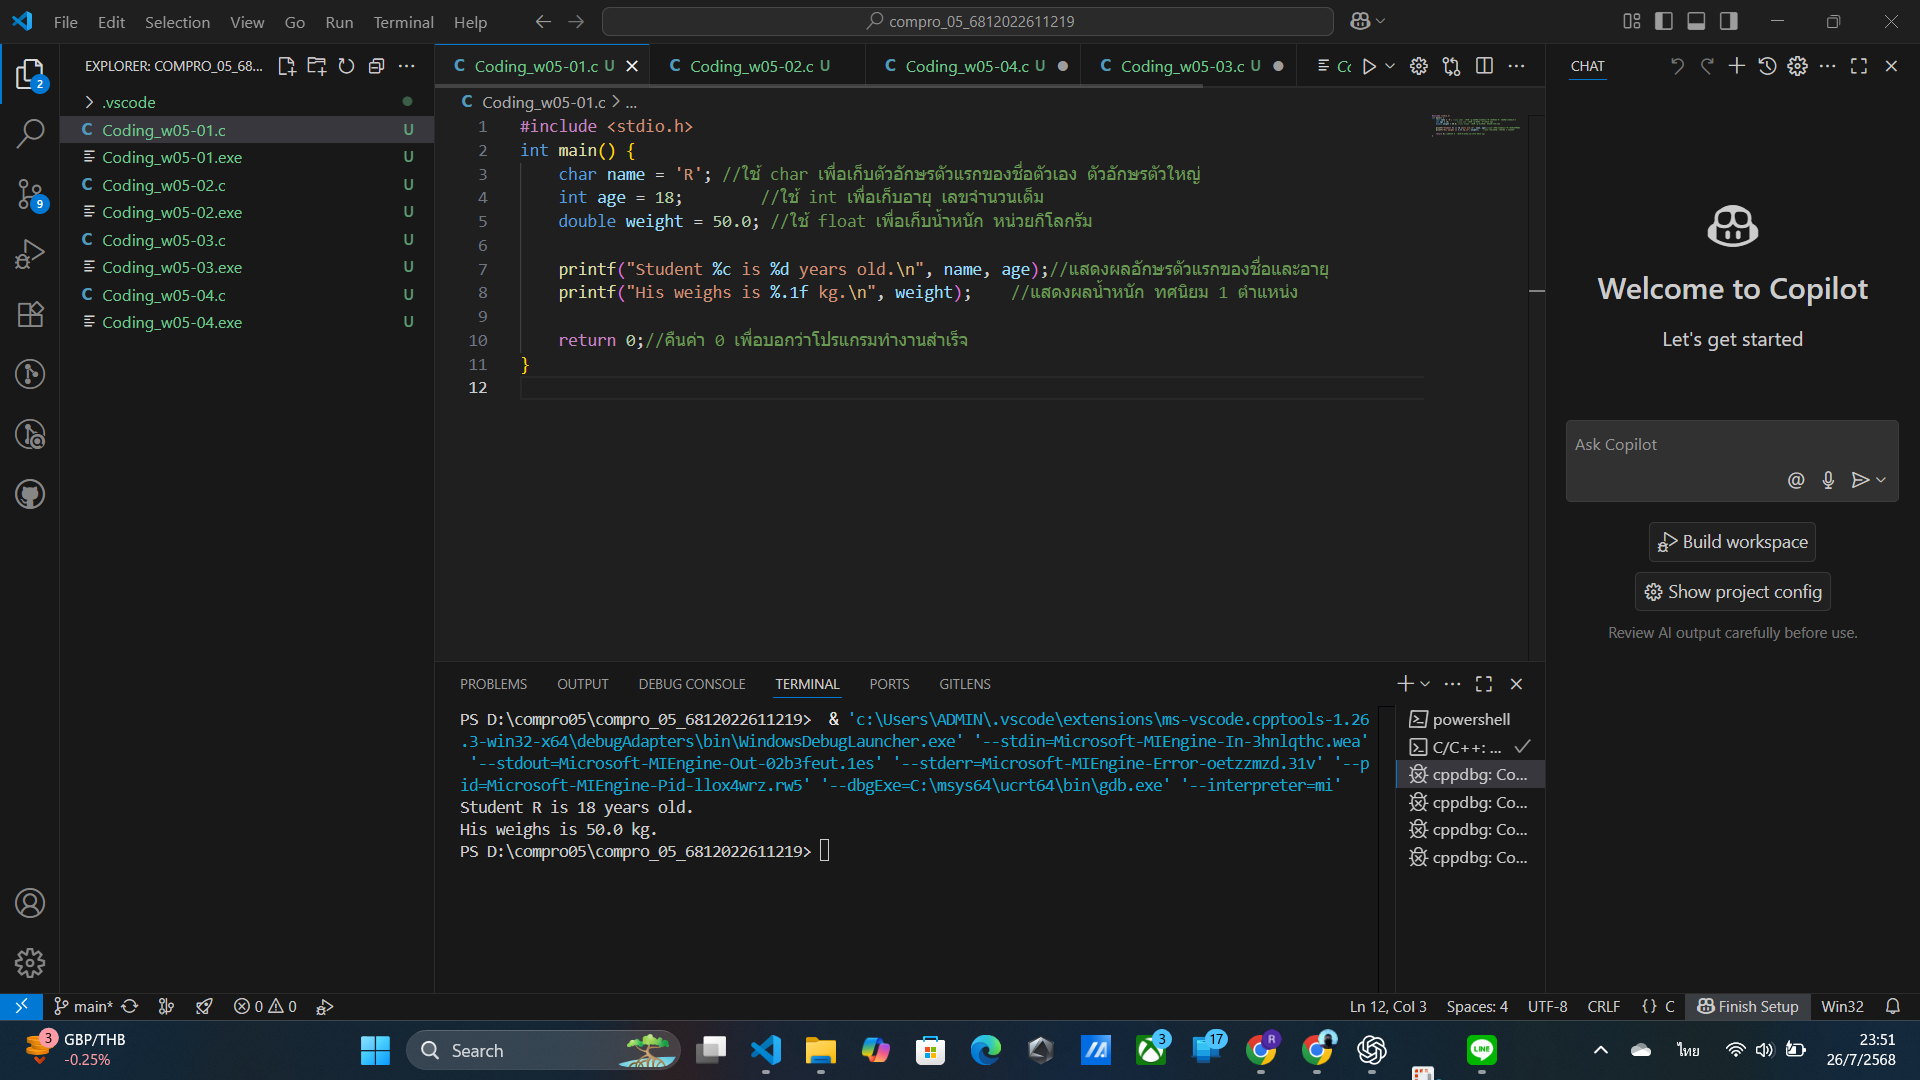 File Edit Selection View Go Run Terminal Help
compro_05_6812022611219
EXPLORER: COMPRO_05_68...
.vscode
C Coding_w05-01.c U
Coding_w05-01.exe U
C Coding_w05-02.c U
Coding_w05-02.exe U
C Coding_w05-03.c U
Coding_w05-03.exe U
C Coding_w05-04.c U
Coding_w05-04.exe U
2
9
C Coding_w05-01.c U
C Coding_w05-02.c U
C Coding_w05-04.c U
C Coding_w05-03.c U
Cc
C Coding_w05-01.c > ...
1 #include <stdio.h>
2 int main() {
3 char name = 'R'; //ใช้ char เพื่อเก็บตัวอักษรตัวแรกของชื่อตัวเอง ตัวอักษรตัวใหญ่
4 int age = 18; //ใช้ int เพื่อเก็บอายุ เลขจำนวนเต็ม
5 double weight = 50.0; //ใช้ float เพื่อเก็บน้ำหนัก หน่วยกิโลกรัม
6
7 printf("Student %c is %d years old.\n", name, age);//แสดงผลอักษรตัวแรกของชื่อและอายุ
8 printf("His weighs is %.1f kg.\n", weight); //แสดงผลน้ำหนัก ทศนิยม 1 ตำแหน่ง
9
10 return 0;//คืนค่า 0 เพื่อบอกว่าโปรแกรมทำงานสำเร็จ
11 }
12
PROBLEMS OUTPUT DEBUG CONSOLE TERMINAL PORTS GITLENS
PS D:\compro05\compro_05_6812022611219> & 'c:\Users\ADMIN\.vscode\extensions\ms-vscode.cpptools-1.26
.3-win32-x64\debugAdapters\bin\WindowsDebugLauncher.exe' '--stdin=Microsoft-MIEngine-In-3hnlqthc.wea'
'--stdout=Microsoft-MIEngine-Out-02b3feut.1es' '--stderr=Microsoft-MIEngine-Error-oetzzmzd.31v' '--p
id=Microsoft-MIEngine-Pid-llox4wrz.rw5' '--dbgExe=C:\msys64\ucrt64\bin\gdb.exe' '--interpreter=mi'
Student R is 18 years old.
His weighs is 50.0 kg.
PS D:\compro05\compro_05_6812022611219>
powershell
C/C++: ...
cppdbg: Co...
cppdbg: Co...
cppdbg: Co...
cppdbg: Co...
CHAT
Welcome to Copilot
Let's get started
Ask Copilot
@
Build workspace
Show project config
Review AI output carefully before use.
main* 0 0
Ln 12, Col 3 Spaces: 4 UTF-8 CRLF {} C Finish Setup Win32
3 GBP/THB
-0.25%
Search
3
17
R
LINE
ไทย
23:51
26/7/2568